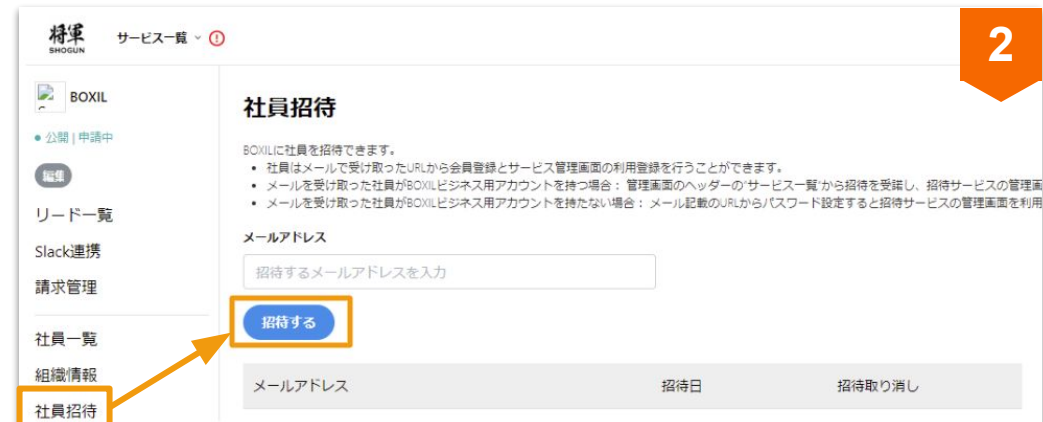 将軍
SHOGUN
サービス一覧
2
BOXIL
公開 | 申請中
編集
リード一覧
Slack連携
請求管理
社員一覧
組織情報
社員招待
社員招待
BOXILに社員を招待できます。
社員はメールで受け取ったURLから会員登録とサービス管理画面の利用登録を行うことができます。
メールを受け取った社員がBOXILビジネス用アカウントを持つ場合： 管理画面のヘッダーの"サービス一覧"から招待を受諾し、招待サービスの管理画
メールを受け取った社員がBOXILビジネス用アカウントを持たない場合： メール記載のURLからパスワード設定すると招待サービスの管理画面を利用
メールアドレス
招待するメールアドレスを入力
招待する
メールアドレス 招待日 招待取り消し